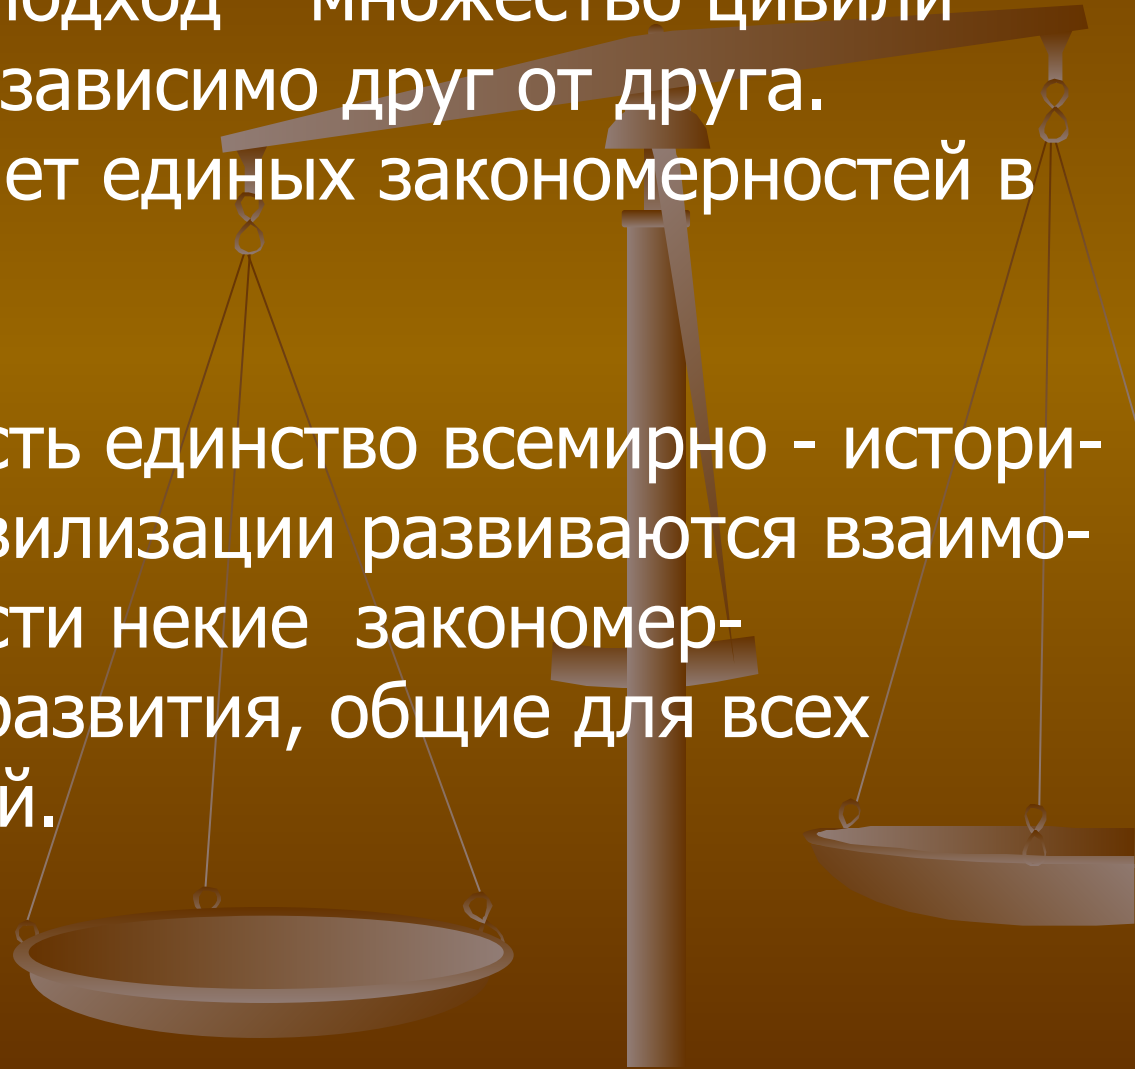 подход множество цивили
зависимо друг от друга.
ет единых закономерностей в
сть единство всемирно - истори-
вилизации развиваются взаимо-
сти некие закономер-
развития, общие для всех
й.